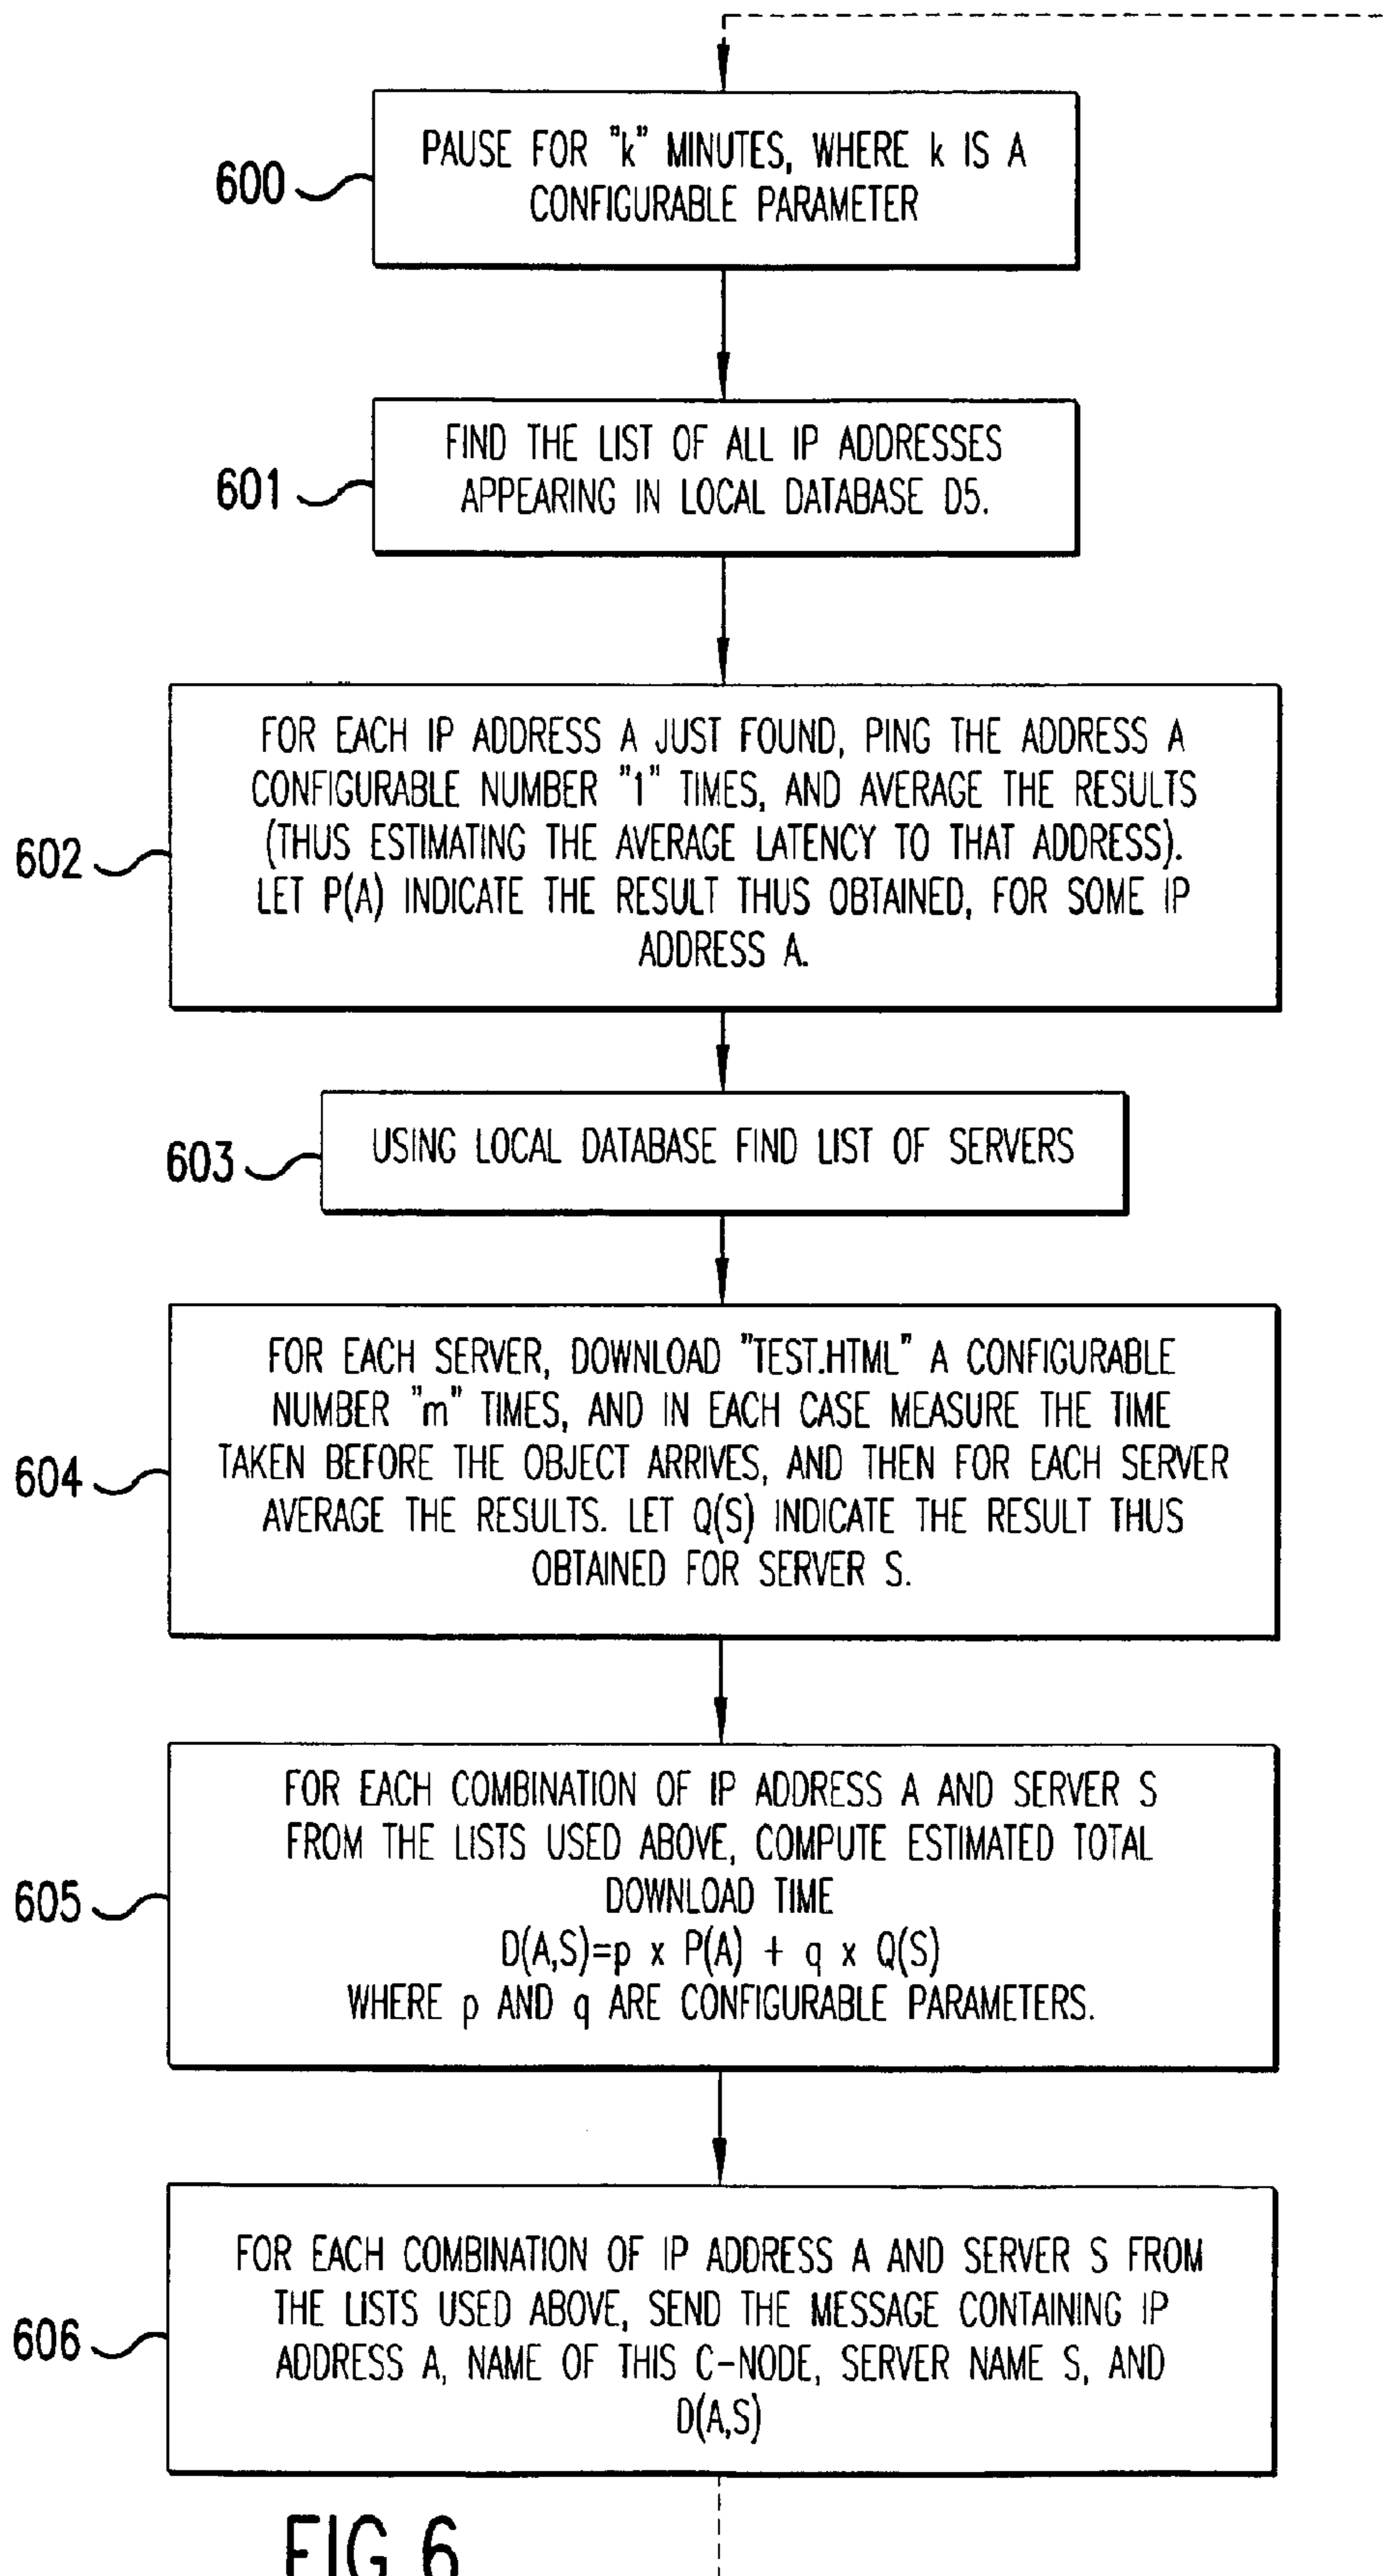 600
PAUSE FOR "k" MINUTES, WHERE k IS A
CONFIGURABLE PARAMETER
601
FIND THE LIST OF ALL IP ADDRESSES
APPEARING IN LOCAL DATABASE D5.
602
FOR EACH IP ADDRESS A JUST FOUND, PING THE ADDRESS A
CONFIGURABLE NUMBER "1" TIMES, AND AVERAGE THE RESULTS
(THUS ESTIMATING THE AVERAGE LATENCY TO THAT ADDRESS).
LET P(A) INDICATE THE RESULT THUS OBTAINED, FOR SOME IP
ADDRESS A.
603
USING LOCAL DATABASE FIND LIST OF SERVERS
604
FOR EACH SERVER, DOWNLOAD "TEST.HTML" A CONFIGURABLE
NUMBER "m" TIMES, AND IN EACH CASE MEASURE THE TIME
TAKEN BEFORE THE OBJECT ARRIVES, AND THEN FOR EACH SERVER
AVERAGE THE RESULTS. LET Q(S) INDICATE THE RESULT THUS
OBTAINED FOR SERVER S.
605
FOR EACH COMBINATION OF IP ADDRESS A AND SERVER S
FROM THE LISTS USED ABOVE, COMPUTE ESTIMATED TOTAL
DOWNLOAD TIME
D(A,S)=p x P(A) + q x Q(S)
WHERE p AND q ARE CONFIGURABLE PARAMETERS.
606
FOR EACH COMBINATION OF IP ADDRESS A AND SERVER S FROM
THE LISTS USED ABOVE, SEND THE MESSAGE CONTAINING IP
ADDRESS A, NAME OF THIS C-NODE, SERVER NAME S, AND
D(A,S)
FIG 6